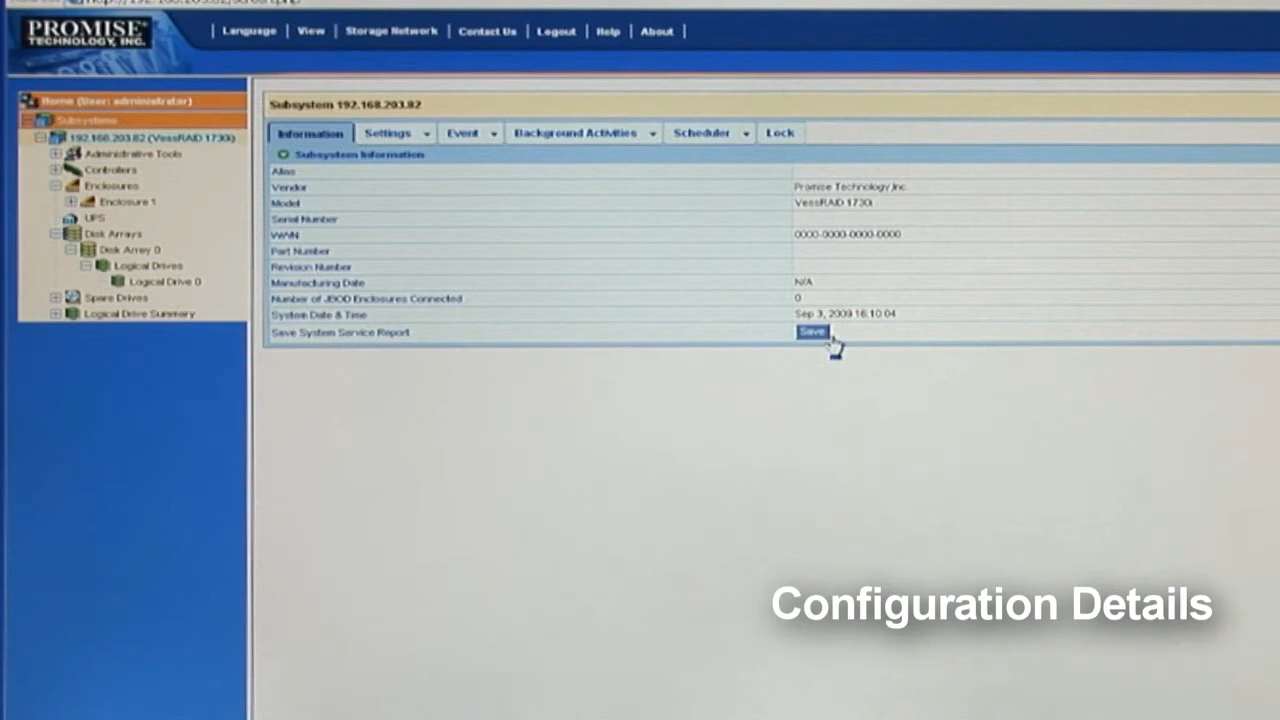 PROMISE
TECHNOLOGY, INC.
Language | View | Storage Network | Contact Us | Logout | Help | About
Home (User: administrator)
Subsystems
192.168.203.82 (VessRAID 1730i)
Administrative Tools
Controllers
Enclosures
Enclosure 1
UPS
Disk Arrays
Disk Array 0
Logical Drives
Logical Drive 0
Spare Drives
Logical Drive Summary
Subsystem 192.168.203.82
Information Settings Event Background Activities Scheduler Lock
Subsystem Information
Alias
Vendor Promise Technology,Inc.
Model VessRAID 1730i
Serial Number
WWN 0000-0000-0000-0000
Part Number
Revision Number
Manufacturing Date N/A
Number of JBOD Enclosures Connected 0
System Date & Time Sep 3, 2009 16:10:04
Save System Service Report Save
Configuration Details